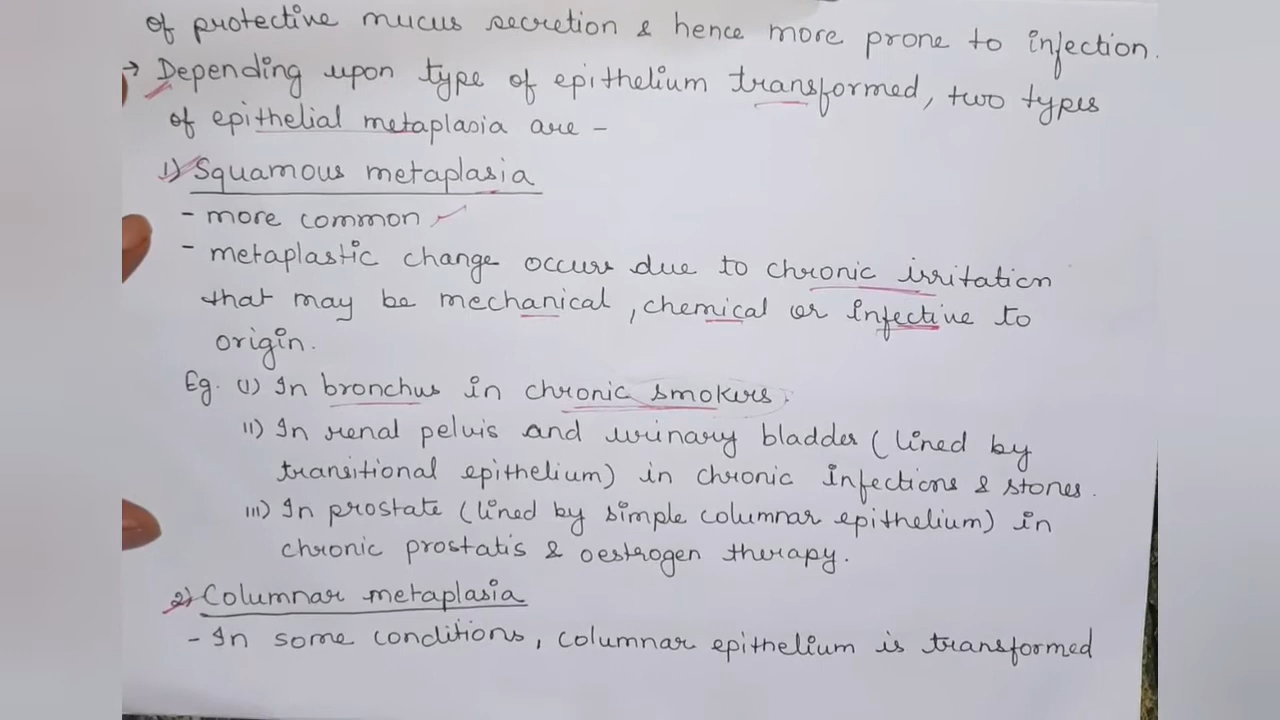 of protective mucus secretion & hence more prone to infection.
→ Depending upon type of epithelium transformed, two types
of epithelial metaplasia are -
1) Squamous metaplasia
- more common
- metaplastic change occurs due to chronic irritation
that may be mechanical, chemical or infective to
origin.
Eg. (i) In bronchus in chronic smokers.
ii) In renal pelvis and urinary bladder (lined by
transitional epithelium) in chronic infections & stones.
iii) In prostate (lined by simple columnar epithelium) in
chronic prostatis & oestrogen therapy.
2) Columnar metaplasia
- In some conditions, columnar epithelium is transformed